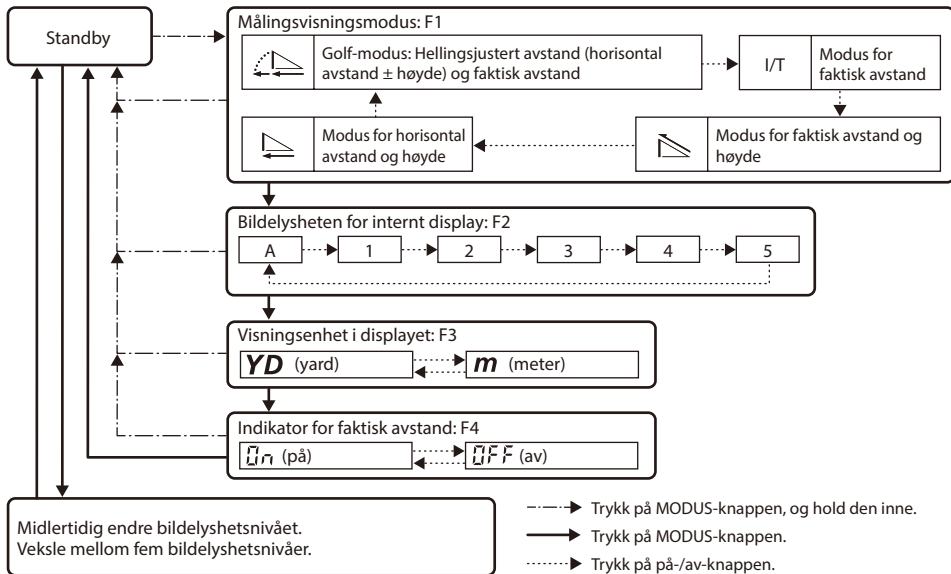 Standby
Målingsvisningsmodus: F1
Golf-modus: Hellingsjustert avstand (horisontal
avstand ± høyde) og faktisk avstand
I/T
Modus for
faktisk avstand
Modus for horisontal
avstand og høyde
Modus for faktisk avstand og
høyde
Bildelysheten for internt display: F2
A
1
2
3
4
5
Visningsenhet i displayet: F3
YD (yard)
m (meter)
Indikator for faktisk avstand: F4
On (på)
OFF (av)
Midlertidig endre bildelyshetsnivået.
Veksle mellom fem bildelyshetsnivåer.
Trykk på MODUS-knappen, og hold den inne.
Trykk på MODUS-knappen.
Trykk på på-/av-knappen.